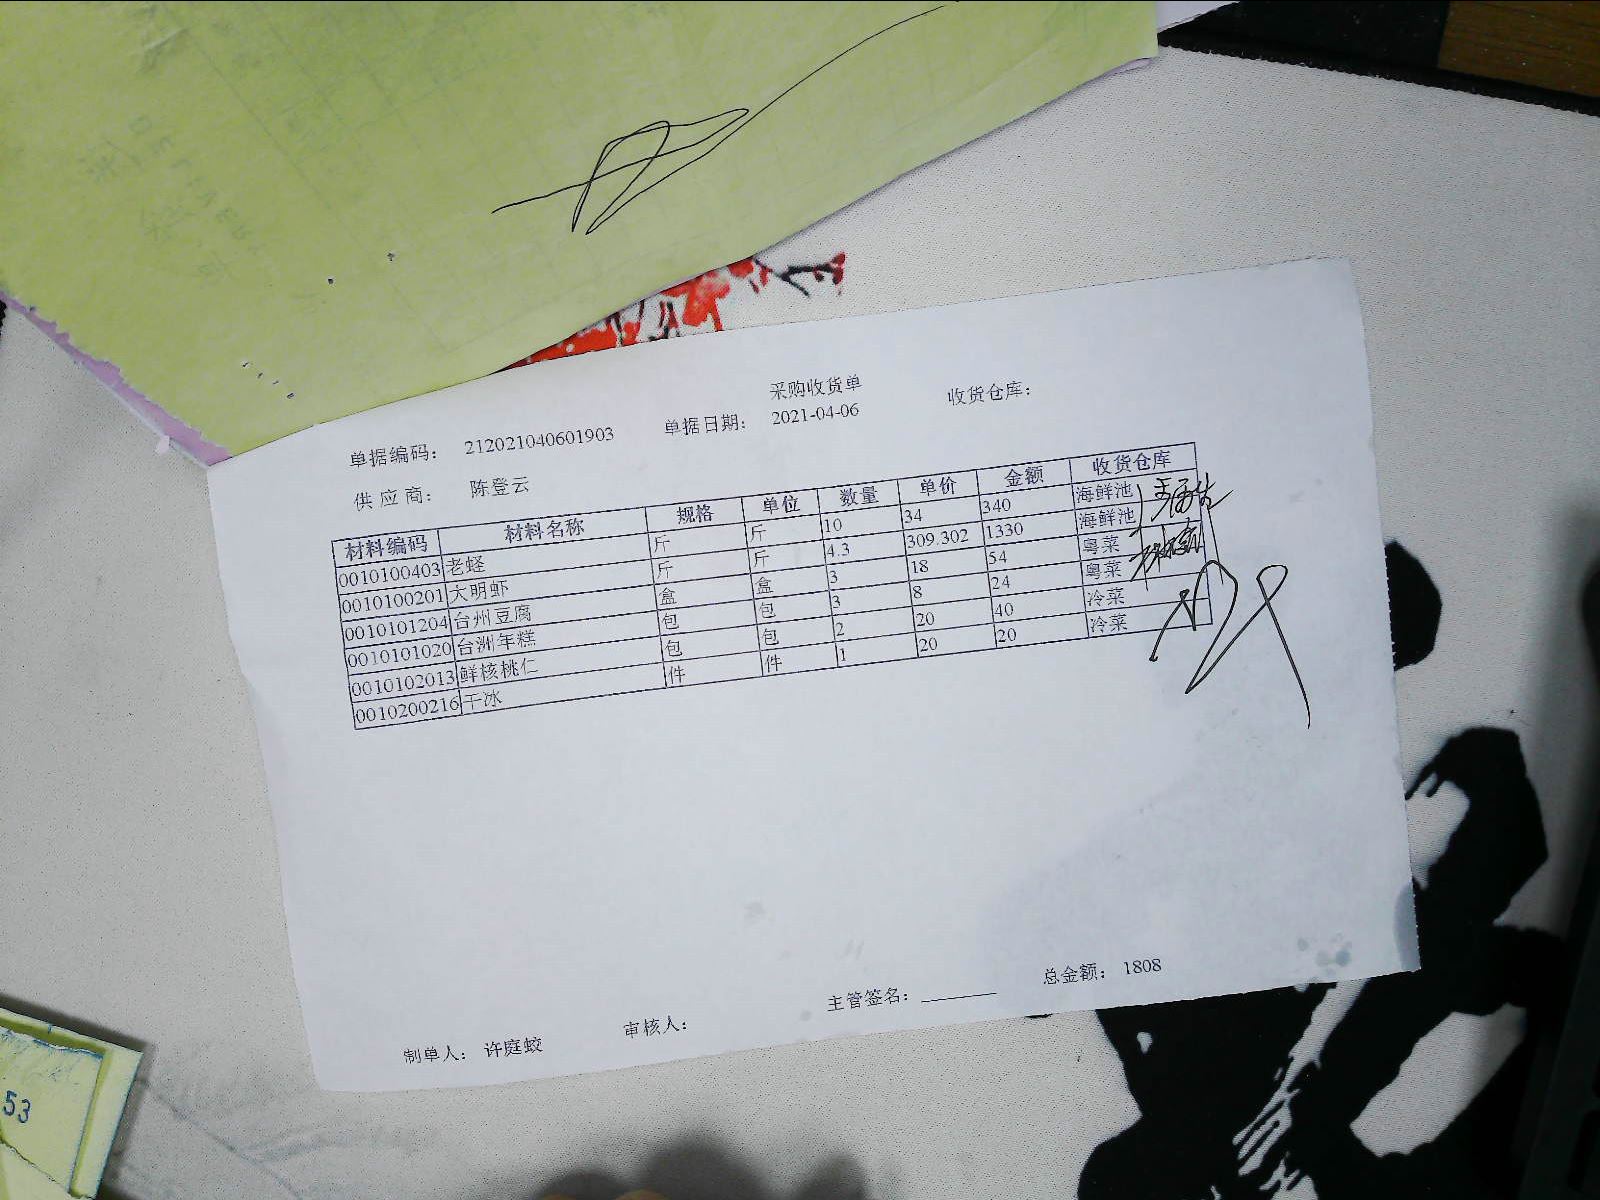 DELIVERY
采购收货单
单据编码： 212021040601903 单据日期： 2021-04-06 收货仓库：
供应商： 陈登云
材料编码 材料名称 规格 单位 数量 单价 金额 收货仓库
0010100403 老蛏 斤 斤 10 34 340 海鲜池
0010100201 大明虾 斤 斤 4.3 309.302 1330 海鲜池
0010101204 台州豆腐 盒 盒 3 18 54 粤菜
0010101020 台洲年糕 包 包 3 8 24 粤菜
0010102013 鲜核桃仁 包 包 2 20 40 冷菜
0010200216 干冰 件 件 1 20 20 冷菜
总金额： 1808
主管签名：
审核人：
制单人： 许庭蛟
53